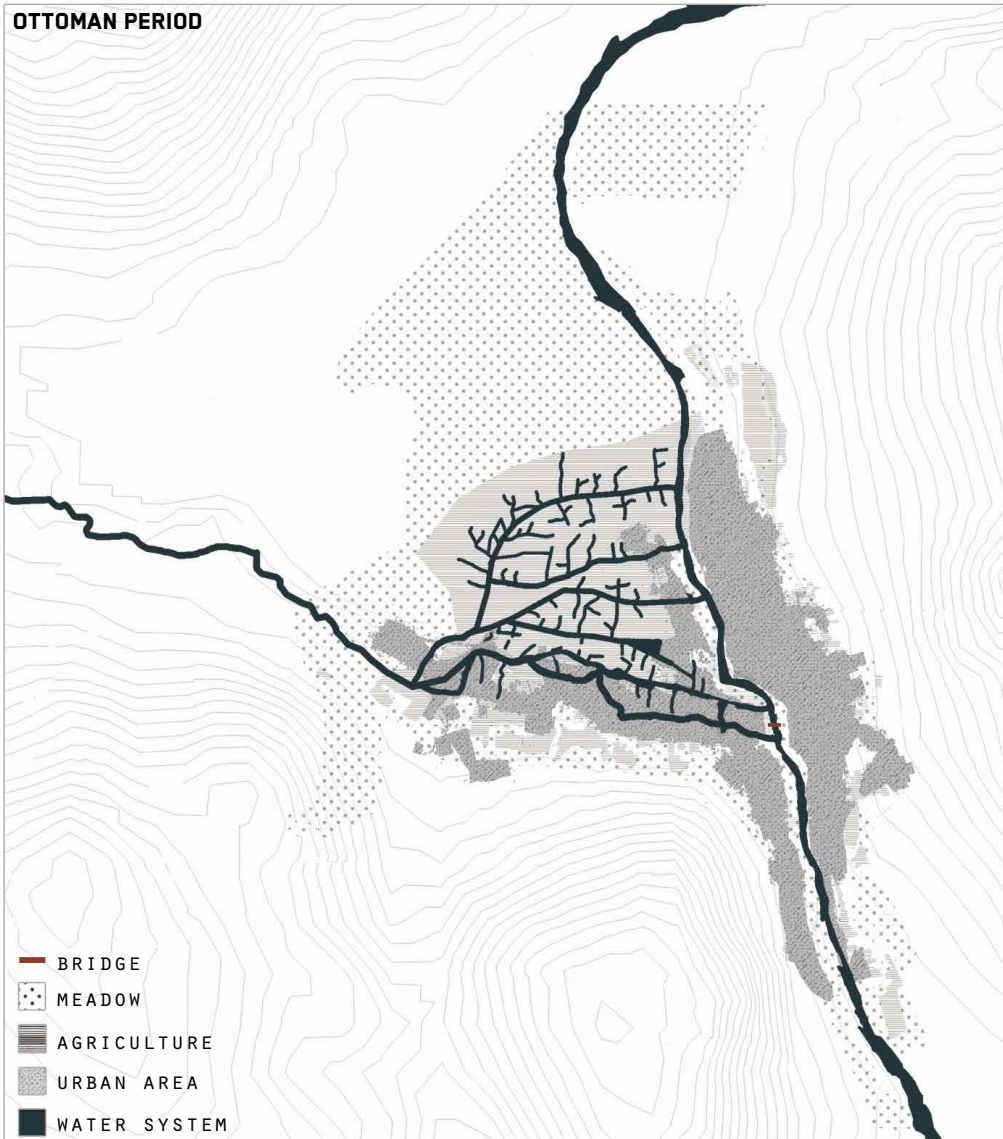 OTTOMAN PERIOD
BRIDGE
MEADOW
AGRICULTURE
URBAN AREA
WATER SYSTEM